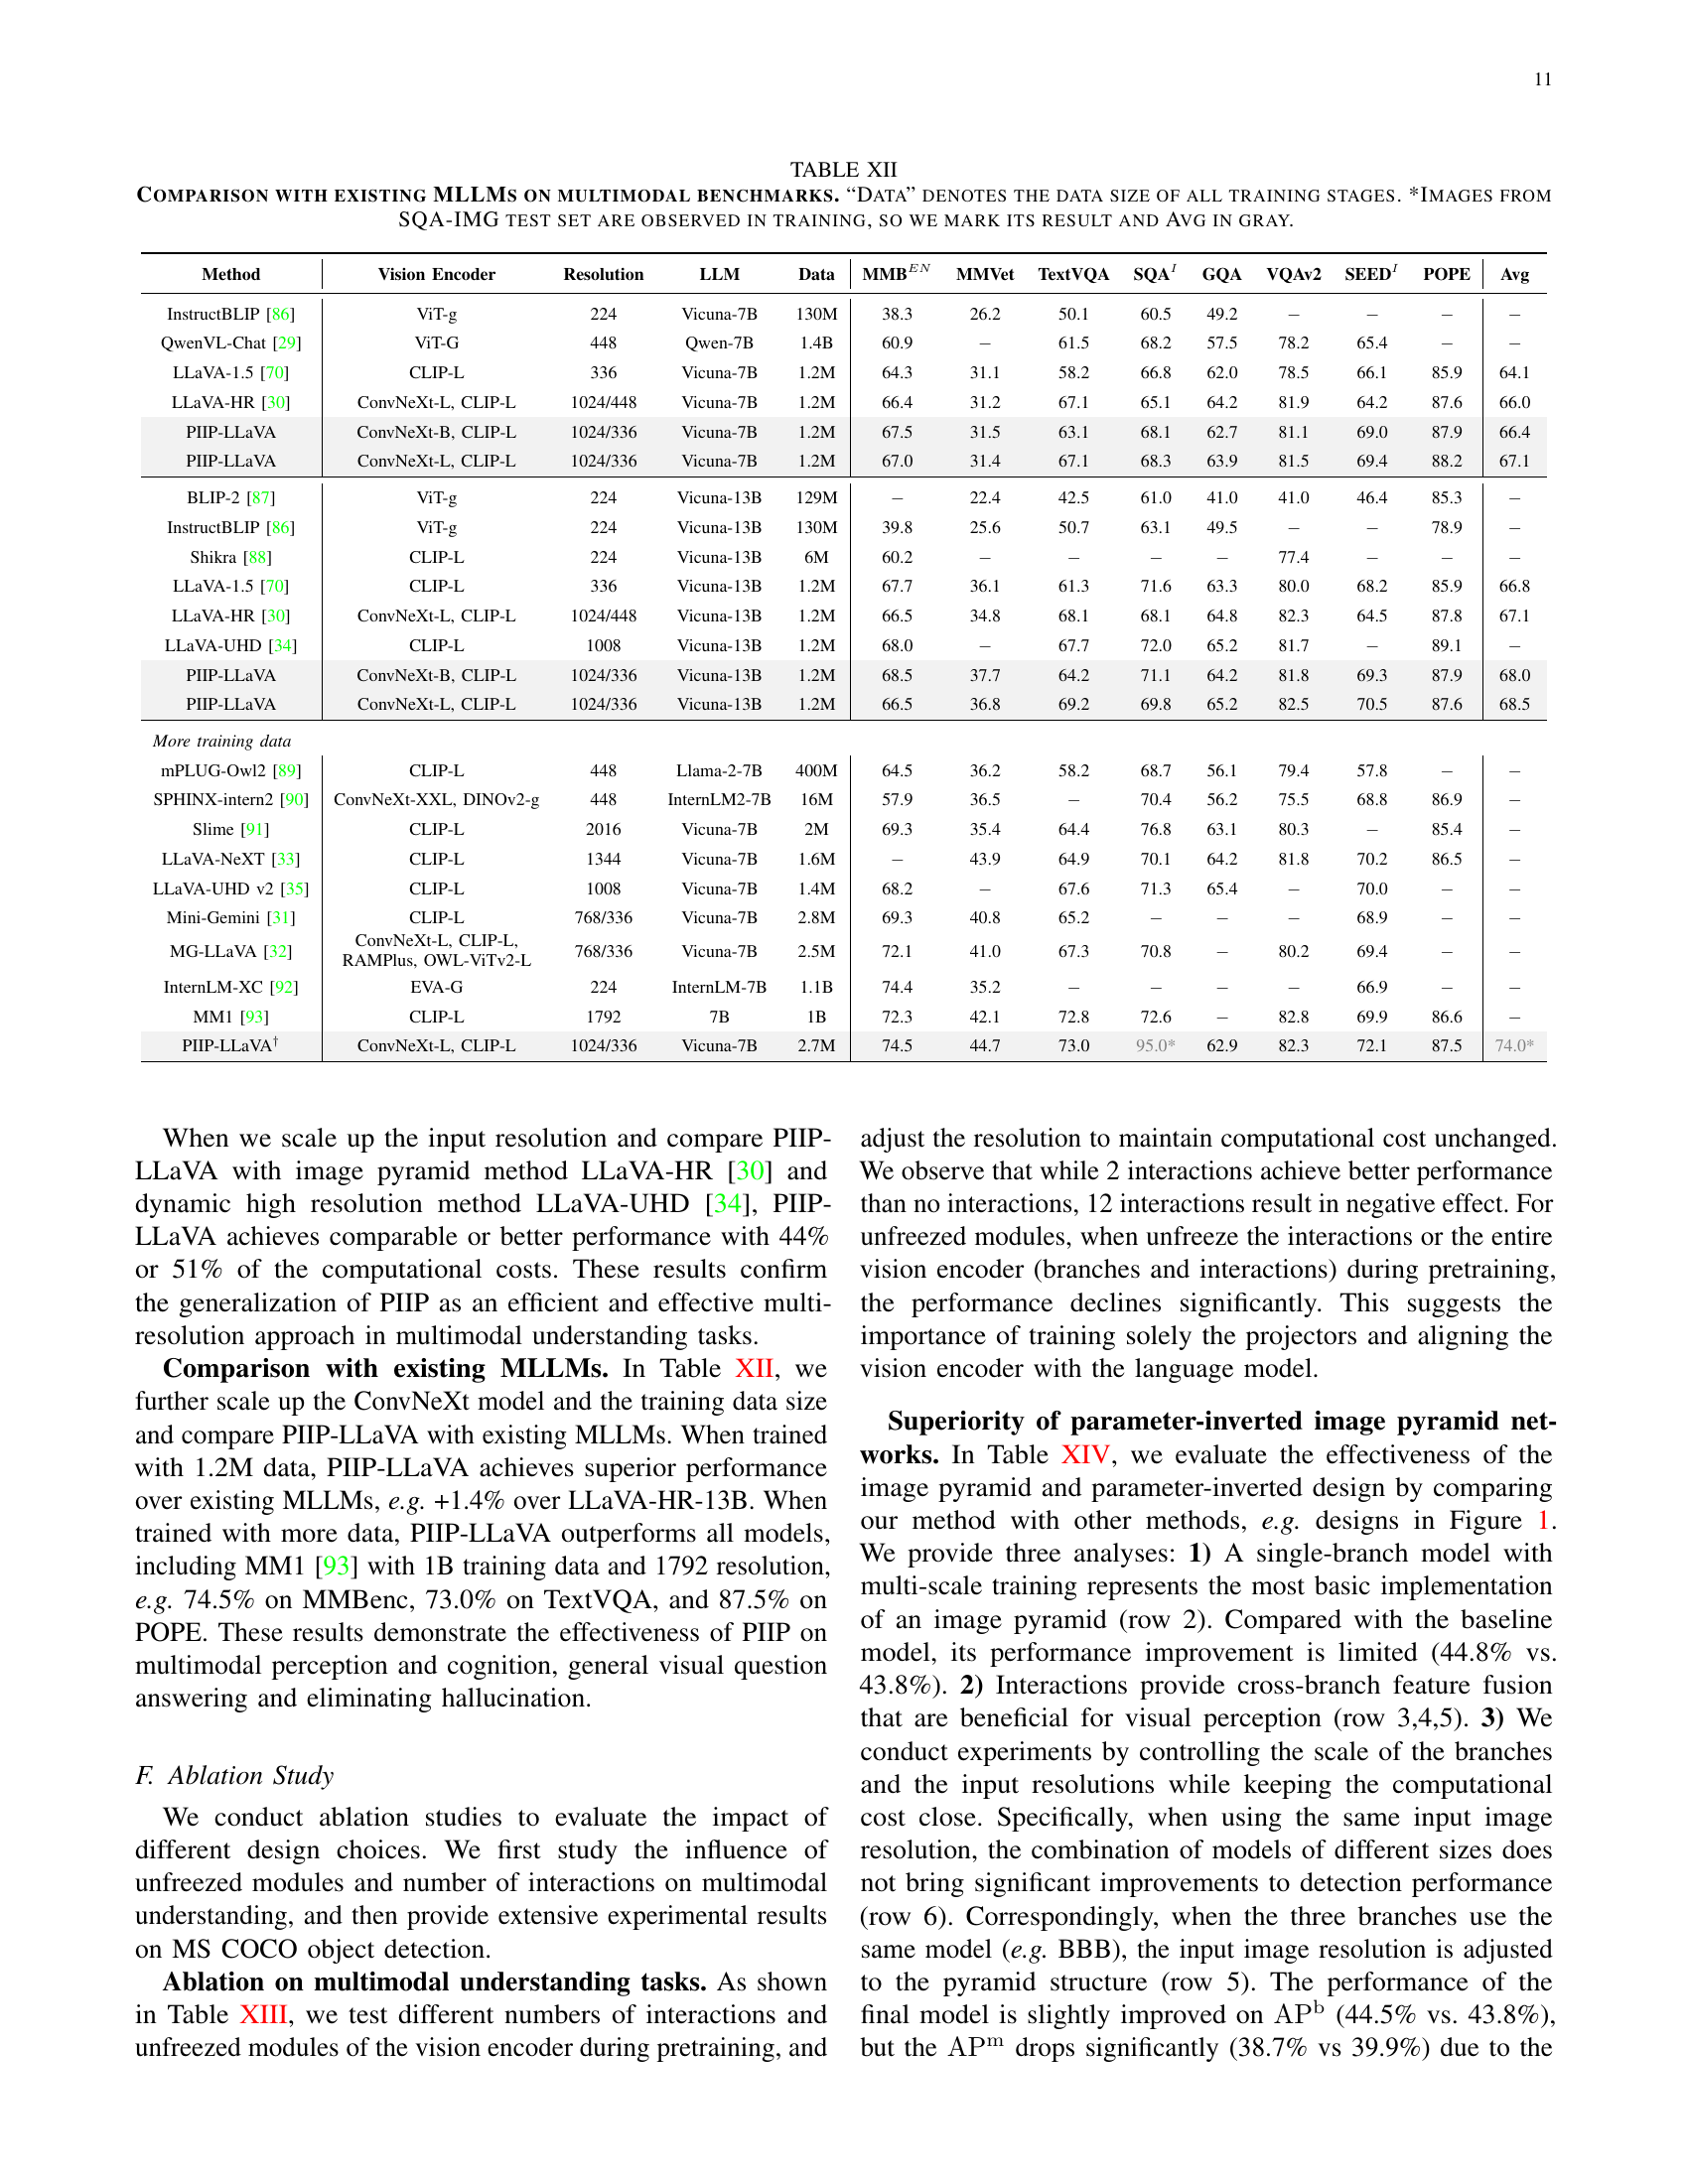 11
TABLE XII
COMPARISON WITH EXISTING MLLMS ON MULTIMODAL BENCHMARKS. “DATA” DENOTES THE DATA SIZE OF ALL TRAINING STAGES. *IMAGES FROM
SQA-IMG TEST SET ARE OBSERVED IN TRAINING, SO WE MARK ITS RESULT AND AVG IN GRAY.
Method Vision Encoder Resolution LLM Data MMB^EN MMVet TextVQA SQA^I GQA VQAv2 SEED^I POPE Avg
InstructBLIP [86] ViT-g 224 Vicuna-7B 130M 38.3 26.2 50.1 60.5 49.2 – – – –
QwenVL-Chat [29] ViT-G 448 Qwen-7B 1.4B 60.9 – 61.5 68.2 57.5 78.2 65.4 – –
LLaVA-1.5 [70] CLIP-L 336 Vicuna-7B 1.2M 64.3 31.1 58.2 66.8 62.0 78.5 66.1 85.9 64.1
LLaVA-HR [30] ConvNeXt-L, CLIP-L 1024/448 Vicuna-7B 1.2M 66.4 31.2 67.1 65.1 64.2 81.9 64.2 87.6 66.0
PIIP-LLaVA ConvNeXt-B, CLIP-L 1024/336 Vicuna-7B 1.2M 67.5 31.5 63.1 68.1 62.7 81.1 69.0 87.9 66.4
PIIP-LLaVA ConvNeXt-L, CLIP-L 1024/336 Vicuna-7B 1.2M 67.0 31.4 67.1 68.3 63.9 81.5 69.4 88.2 67.1
BLIP-2 [87] ViT-g 224 Vicuna-13B 129M – 22.4 42.5 61.0 41.0 41.0 46.4 85.3 –
InstructBLIP [86] ViT-g 224 Vicuna-13B 130M 39.8 25.6 50.7 63.1 49.5 – – 78.9 –
Shikra [88] CLIP-L 224 Vicuna-13B 6M 60.2 – – – – 77.4 – – –
LLaVA-1.5 [70] CLIP-L 336 Vicuna-13B 1.2M 67.7 36.1 61.3 71.6 63.3 80.0 68.2 85.9 66.8
LLaVA-HR [30] ConvNeXt-L, CLIP-L 1024/448 Vicuna-13B 1.2M 66.5 34.8 68.1 68.1 64.8 82.3 64.5 87.8 67.1
LLaVA-UHD [34] CLIP-L 1008 Vicuna-13B 1.2M 68.0 – 67.7 72.0 65.2 81.7 – 89.1 –
PIIP-LLaVA ConvNeXt-B, CLIP-L 1024/336 Vicuna-13B 1.2M 68.5 37.7 64.2 71.1 64.2 81.8 69.3 87.9 68.0
PIIP-LLaVA ConvNeXt-L, CLIP-L 1024/336 Vicuna-13B 1.2M 66.5 36.8 69.2 69.8 65.2 82.5 70.5 87.6 68.5
More training data
mPLUG-Owl2 [89] CLIP-L 448 Llama-2-7B 400M 64.5 36.2 58.2 68.7 56.1 79.4 57.8 – –
SPHINX-intern2 [90] ConvNeXt-XXL, DINOv2-g 448 InternLM2-7B 16M 57.9 36.5 – 70.4 56.2 75.5 68.8 86.9 –
Slime [91] CLIP-L 2016 Vicuna-7B 2M 69.3 35.4 64.4 76.8 63.1 80.3 – 85.4 –
LLaVA-NeXT [33] CLIP-L 1344 Vicuna-7B 1.6M – 43.9 64.9 70.1 64.2 81.8 70.2 86.5 –
LLaVA-UHD v2 [35] CLIP-L 1008 Vicuna-7B 1.4M 68.2 – 67.6 71.3 65.4 – 70.0 – –
Mini-Gemini [31] CLIP-L 768/336 Vicuna-7B 2.8M 69.3 40.8 65.2 – – – 68.9 – –
MG-LLaVA [32] ConvNeXt-L, CLIP-L, RAMPlus, OWL-ViTv2-L 768/336 Vicuna-7B 2.5M 72.1 41.0 67.3 70.8 – 80.2 69.4 – –
InternLM-XC [92] EVA-G 224 InternLM-7B 1.1B 74.4 35.2 – – – – 66.9 – –
MM1 [93] CLIP-L 1792 7B 1B 72.3 42.1 72.8 72.6 – 82.8 69.9 86.6 –
PIIP-LLaVA† ConvNeXt-L, CLIP-L 1024/336 Vicuna-7B 2.7M 74.5 44.7 73.0 95.0* 62.9 82.3 72.1 87.5 74.0*
When we scale up the input resolution and compare PIIP-
LLaVA with image pyramid method LLaVA-HR [30] and
dynamic high resolution method LLaVA-UHD [34], PIIP-
LLaVA achieves comparable or better performance with 44%
or 51% of the computational costs. These results confirm
the generalization of PIIP as an efficient and effective multi-
resolution approach in multimodal understanding tasks.
Comparison with existing MLLMs. In Table XII, we
further scale up the ConvNeXt model and the training data size
and compare PIIP-LLaVA with existing MLLMs. When trained
with 1.2M data, PIIP-LLaVA achieves superior performance
over existing MLLMs, e.g. +1.4% over LLaVA-HR-13B. When
trained with more data, PIIP-LLaVA outperforms all models,
including MM1 [93] with 1B training data and 1792 resolution,
e.g. 74.5% on MMBenc, 73.0% on TextVQA, and 87.5% on
POPE. These results demonstrate the effectiveness of PIIP on
multimodal perception and cognition, general visual question
answering and eliminating hallucination.
F. Ablation Study
We conduct ablation studies to evaluate the impact of
different design choices. We first study the influence of
unfreezed modules and number of interactions on multimodal
understanding, and then provide extensive experimental results
on MS COCO object detection.
Ablation on multimodal understanding tasks. As shown
in Table XIII, we test different numbers of interactions and
unfreezed modules of the vision encoder during pretraining, and
adjust the resolution to maintain computational cost unchanged.
We observe that while 2 interactions achieve better performance
than no interactions, 12 interactions result in negative effect. For
unfreezed modules, when unfreeze the interactions or the entire
vision encoder (branches and interactions) during pretraining,
the performance declines significantly. This suggests the
importance of training solely the projectors and aligning the
vision encoder with the language model.
Superiority of parameter-inverted image pyramid net-
works. In Table XIV, we evaluate the effectiveness of the
image pyramid and parameter-inverted design by comparing
our method with other methods, e.g. designs in Figure 1.
We provide three analyses: 1) A single-branch model with
multi-scale training represents the most basic implementation
of an image pyramid (row 2). Compared with the baseline
model, its performance improvement is limited (44.8% vs.
43.8%). 2) Interactions provide cross-branch feature fusion
that are beneficial for visual perception (row 3,4,5). 3) We
conduct experiments by controlling the scale of the branches
and the input resolutions while keeping the computational
cost close. Specifically, when using the same input image
resolution, the combination of models of different sizes does
not bring significant improvements to detection performance
(row 6). Correspondingly, when the three branches use the
same model (e.g. BBB), the input image resolution is adjusted
to the pyramid structure (row 5). The performance of the
final model is slightly improved on AP^b (44.5% vs. 43.8%),
but the AP^m drops significantly (38.7% vs 39.9%) due to the